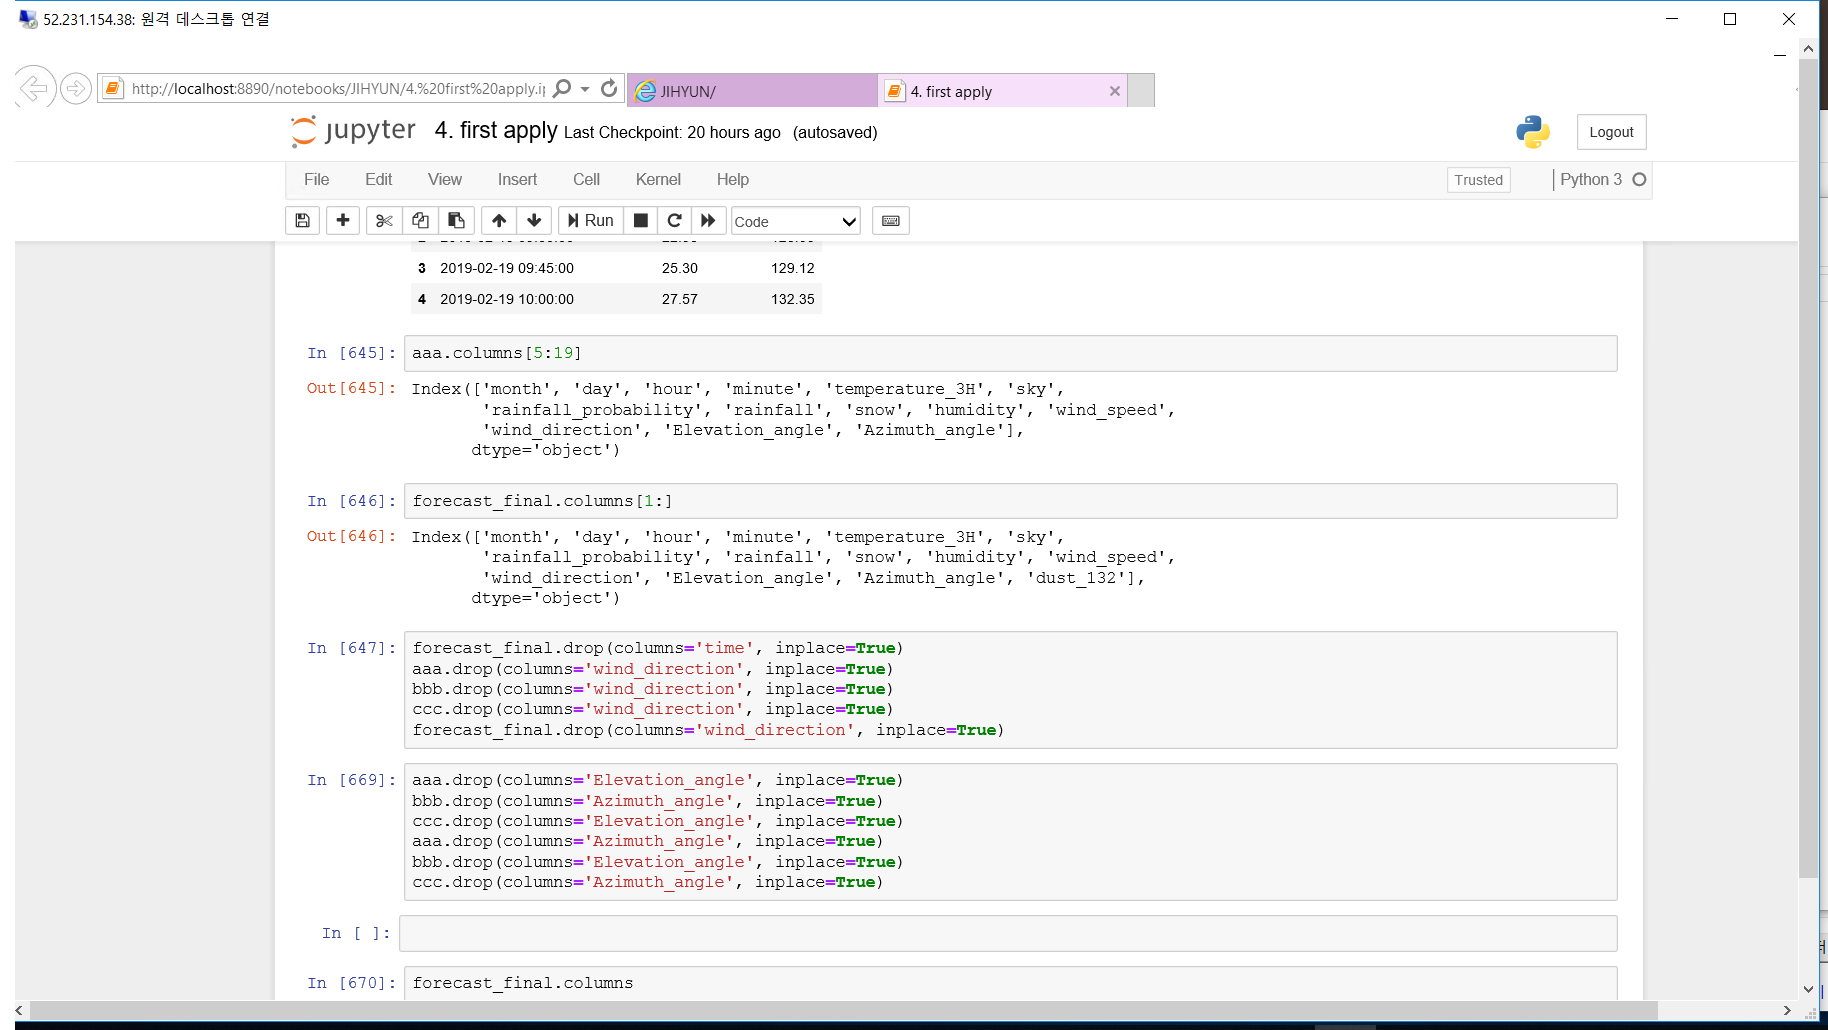 52.231.154.38: 원격 데스크톱 연결
http://localhost:8890/notebooks/JIHYUN/4.%20first%20apply.ip
JIHYUN/
4. first apply
jupyter 4. first apply Last Checkpoint: 20 hours ago (autosaved)
Logout
File Edit View Insert Cell Kernel Help
Trusted
Python 3
Run
Code
3 2019-02-19 09:45:00 25.30 129.12
4 2019-02-19 10:00:00 27.57 132.35
In [645]: aaa.columns[5:19]
Out[645]: Index(['month', 'day', 'hour', 'minute', 'temperature_3H', 'sky',
'rainfall_probability', 'rainfall', 'snow', 'humidity', 'wind_speed',
'wind_direction', 'Elevation_angle', 'Azimuth_angle'],
dtype='object')
In [646]: forecast_final.columns[1:]
Out[646]: Index(['month', 'day', 'hour', 'minute', 'temperature_3H', 'sky',
'rainfall_probability', 'rainfall', 'snow', 'humidity', 'wind_speed',
'wind_direction', 'Elevation_angle', 'Azimuth_angle', 'dust_132'],
dtype='object')
In [647]: forecast_final.drop(columns='time', inplace=True)
aaa.drop(columns='wind_direction', inplace=True)
bbb.drop(columns='wind_direction', inplace=True)
ccc.drop(columns='wind_direction', inplace=True)
forecast_final.drop(columns='wind_direction', inplace=True)
In [669]: aaa.drop(columns='Elevation_angle', inplace=True)
bbb.drop(columns='Azimuth_angle', inplace=True)
ccc.drop(columns='Elevation_angle', inplace=True)
aaa.drop(columns='Azimuth_angle', inplace=True)
bbb.drop(columns='Elevation_angle', inplace=True)
ccc.drop(columns='Azimuth_angle', inplace=True)
In [ ]:
In [670]: forecast_final.columns